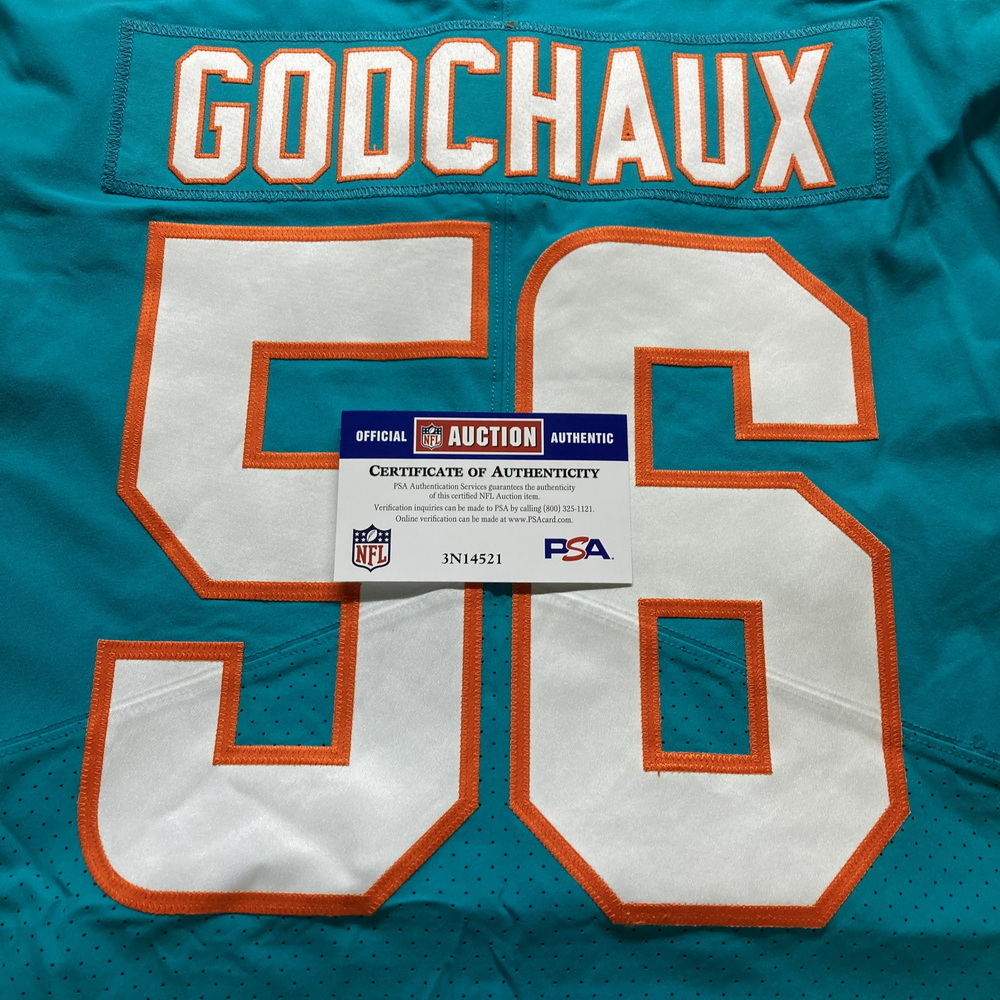 GODCHAUX
56
OFFICIAL NFL AUCTION AUTHENTIC
CERTIFICATE OF AUTHENTICITY
PSA Authentication Services guarantees the authenticity
of this certified NFL Auction item.
Verification inquiries can be made to PSA by calling (800) 325-1121.
Online verification can be made at www.PSAcard.com.
NFL
3N14521
PSA